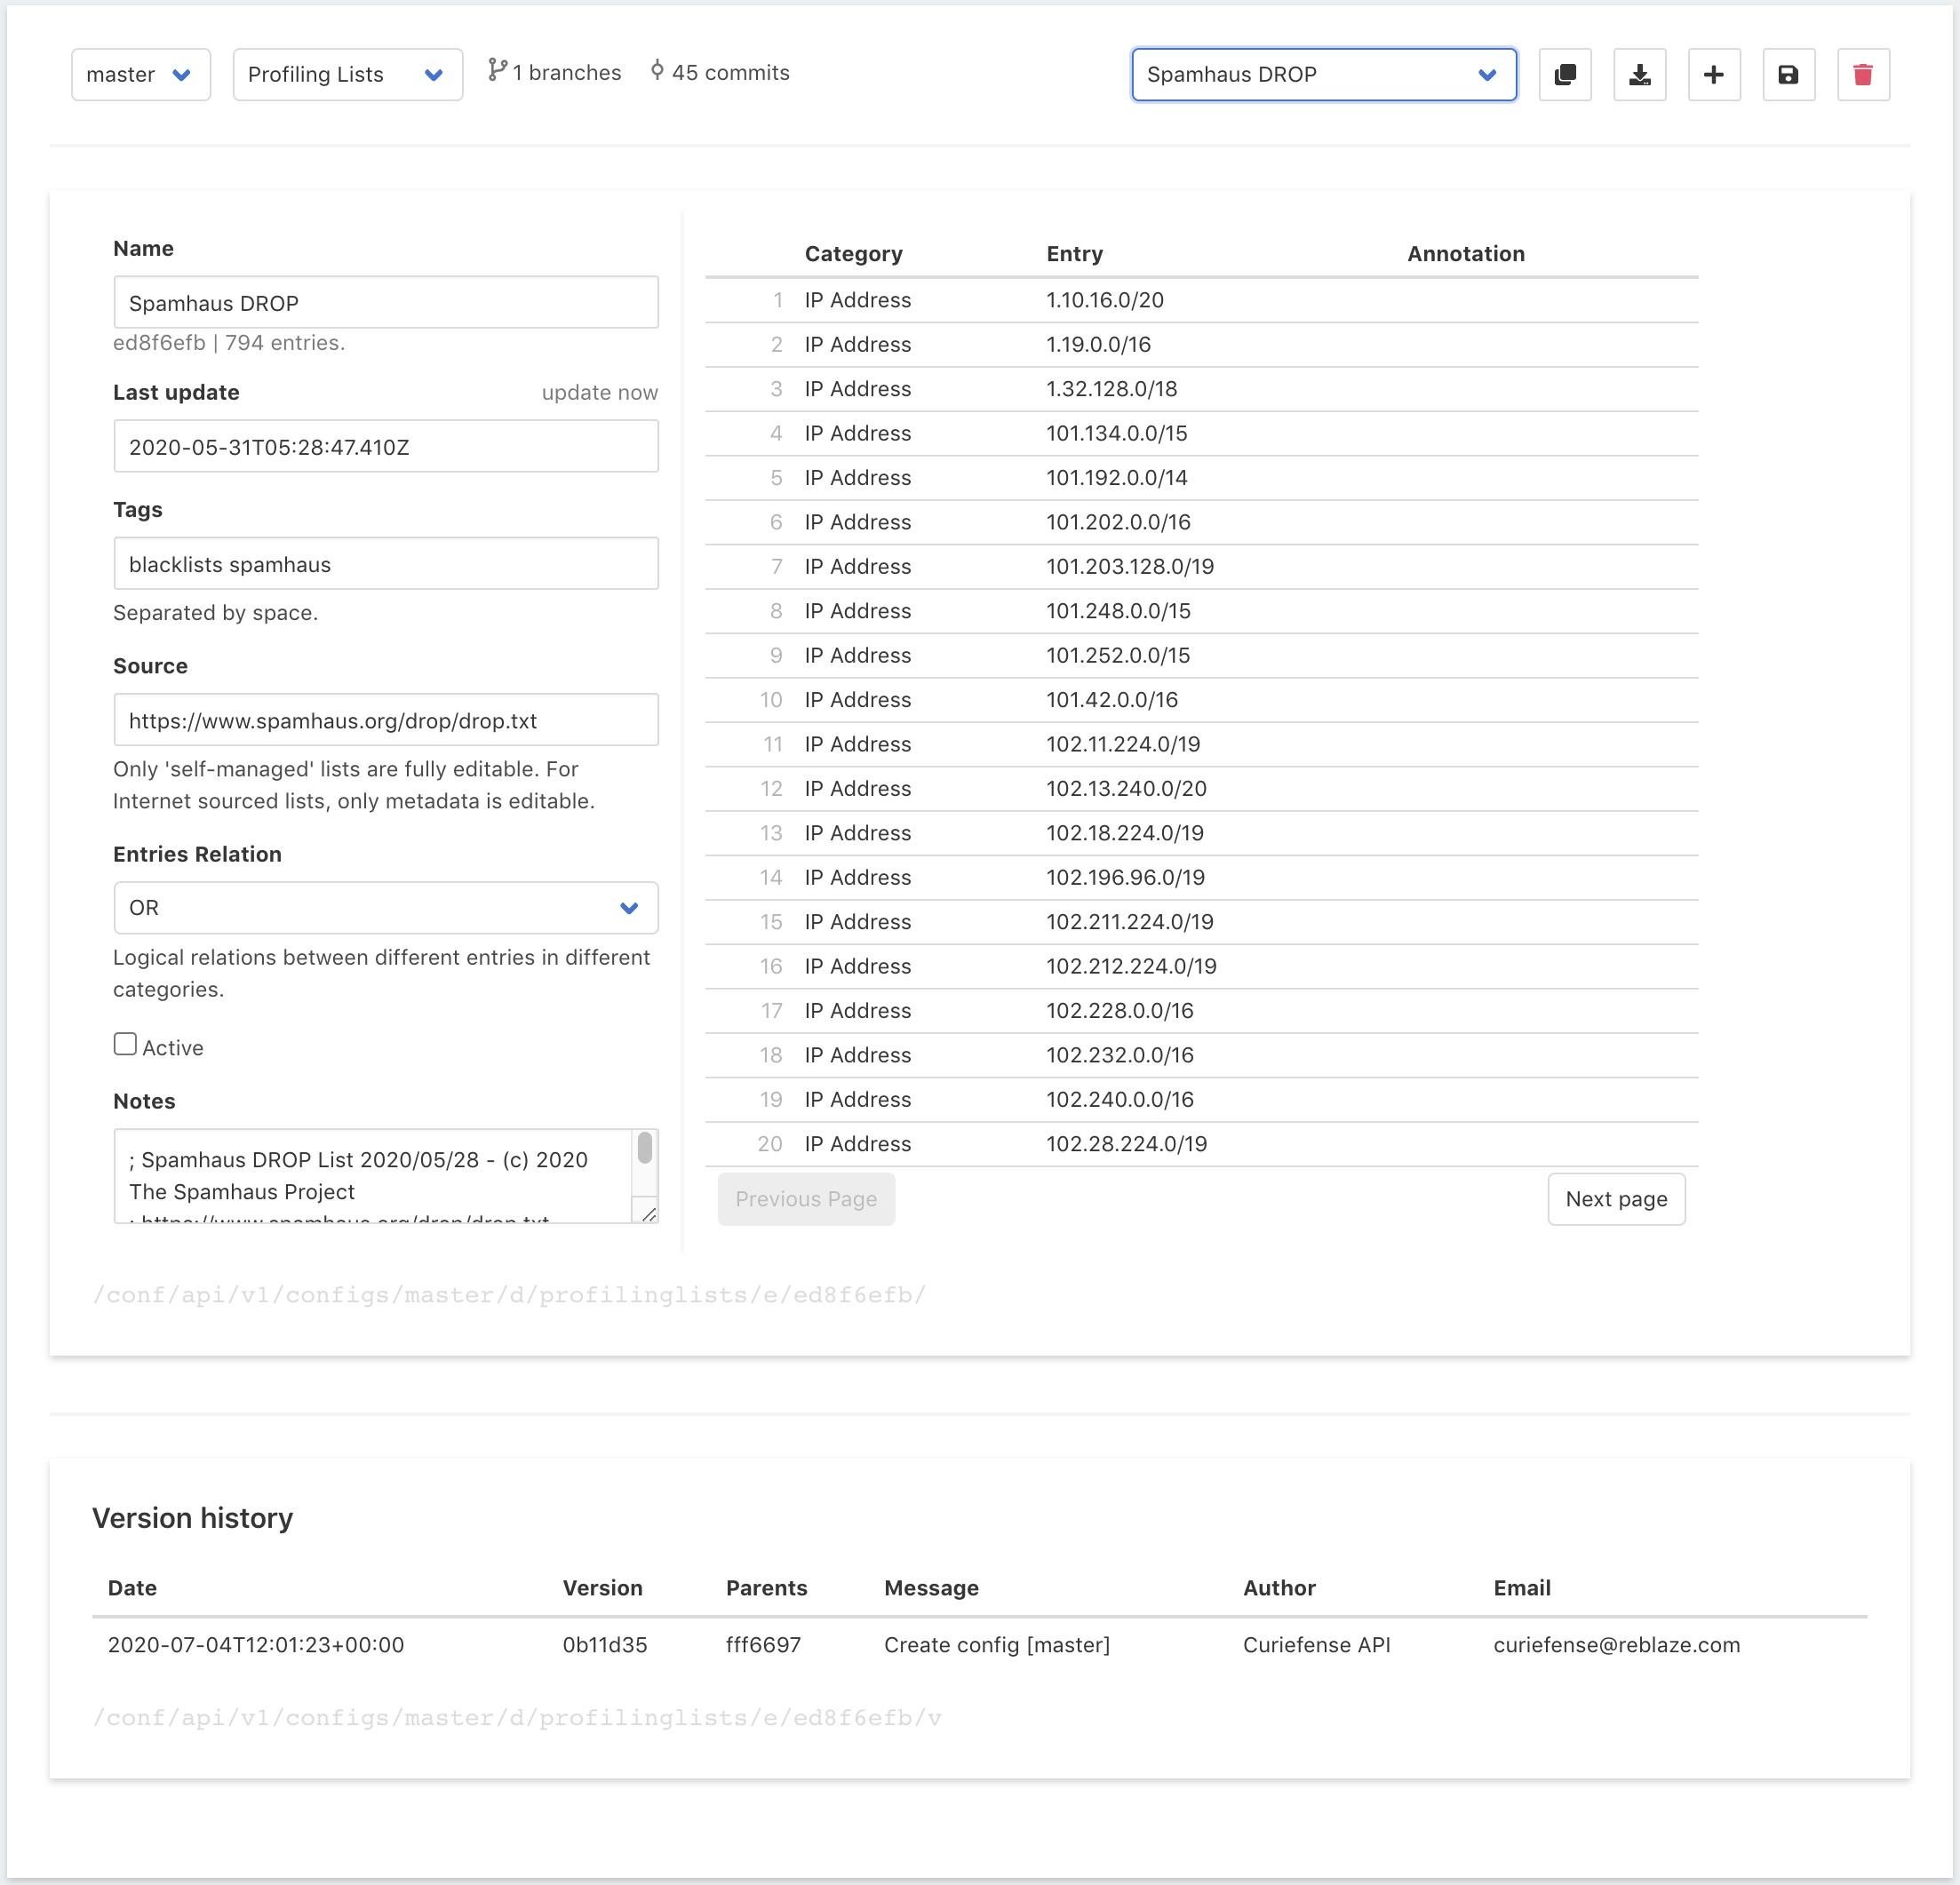 master
Profiling Lists
1 branches
45 commits
Spamhaus DROP
Name
Spamhaus DROP
ed8f6efb | 794 entries.
Last update
update now
2020-05-31T05:28:47.410Z
Tags
blacklists spamhaus
Separated by space.
Source
https://www.spamhaus.org/drop/drop.txt
Only 'self-managed' lists are fully editable. For
Internet sourced lists, only metadata is editable.
Entries Relation
OR
Logical relations between different entries in different
categories.
Active
Notes
; Spamhaus DROP List 2020/05/28 - (c) 2020
The Spamhaus Project
; https://www.spamhaus.org/drop/drop.txt
Category Entry Annotation
1 IP Address 1.10.16.0/20
2 IP Address 1.19.0.0/16
3 IP Address 1.32.128.0/18
4 IP Address 101.134.0.0/15
5 IP Address 101.192.0.0/14
6 IP Address 101.202.0.0/16
7 IP Address 101.203.128.0/19
8 IP Address 101.248.0.0/15
9 IP Address 101.252.0.0/15
10 IP Address 101.42.0.0/16
11 IP Address 102.11.224.0/19
12 IP Address 102.13.240.0/20
13 IP Address 102.18.224.0/19
14 IP Address 102.196.96.0/19
15 IP Address 102.211.224.0/19
16 IP Address 102.212.224.0/19
17 IP Address 102.228.0.0/16
18 IP Address 102.232.0.0/16
19 IP Address 102.240.0.0/16
20 IP Address 102.28.224.0/19
Previous Page
Next page
/conf/api/v1/configs/master/d/profilinglists/e/ed8f6efb/
Version history
Date Version Parents Message Author Email
2020-07-04T12:01:23+00:00 0b11d35 fff6697 Create config [master] Curiefense API curiefense@reblaze.com
/conf/api/v1/configs/master/d/profilinglists/e/ed8f6efb/v